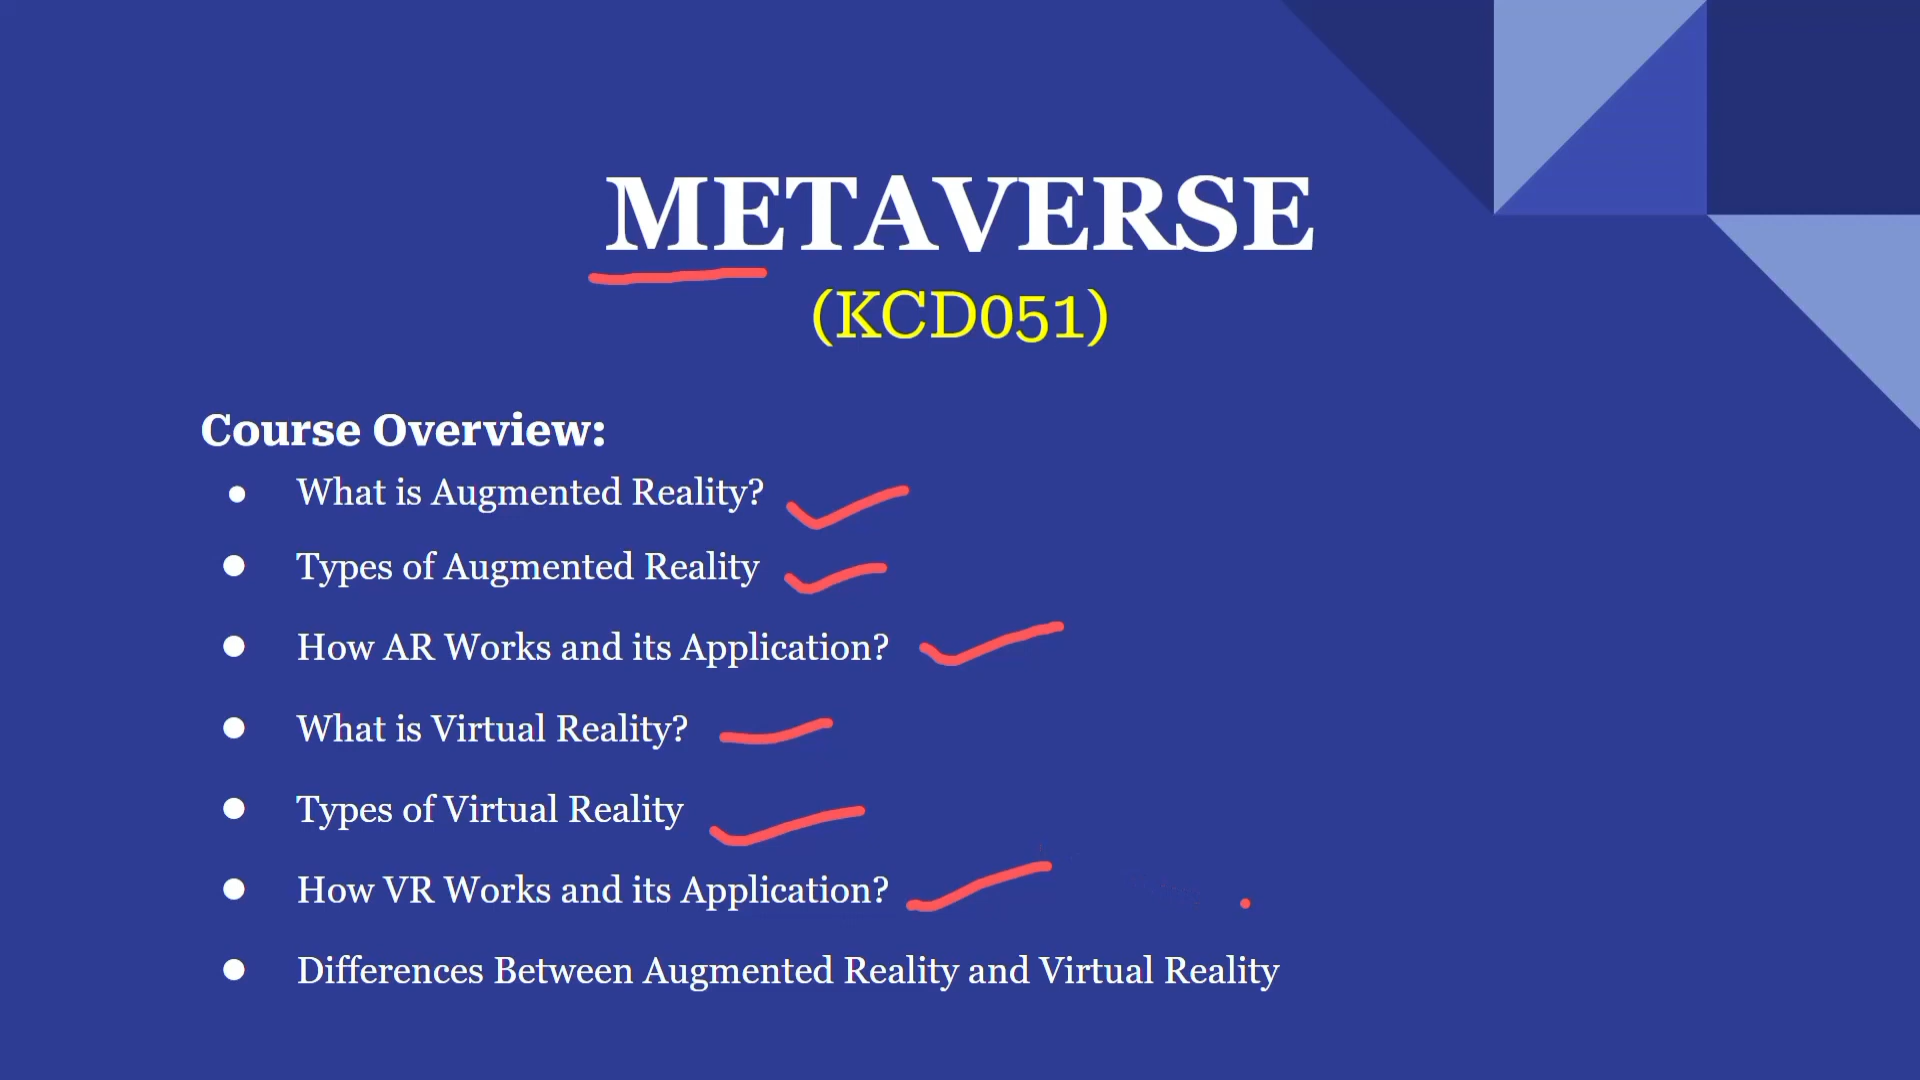 METAVERSE
(KCD051)
Course Overview:
What is Augmented Reality?
Types of Augmented Reality
How AR Works and its Application?
What is Virtual Reality?
Types of Virtual Reality
How VR Works and its Application?
Differences Between Augmented Reality and Virtual Reality